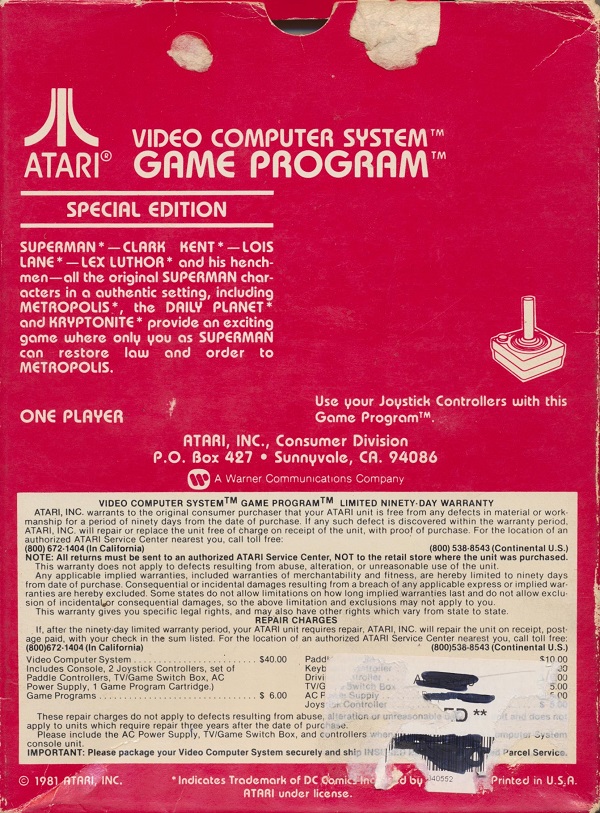 ATARI® VIDEO COMPUTER SYSTEM™
GAME PROGRAM™
SPECIAL EDITION
SUPERMAN*—CLARK KENT*—LOIS
LANE*—LEX LUTHOR* and his hench-
men—all the original SUPERMAN char-
acters in a authentic setting, including
METROPOLIS*, the DAILY PLANET*
and KRYPTONITE* provide an exciting
game where only you as SUPERMAN
can restore law and order to
METROPOLIS.
ONE PLAYER
Use your Joystick Controllers with this
Game Program™.
ATARI, INC., Consumer Division
P.O. Box 427 • Sunnyvale, CA. 94086
A Warner Communications Company
VIDEO COMPUTER SYSTEM™ GAME PROGRAM™ LIMITED NINETY-DAY WARRANTY
ATARI, INC. warrants to the original consumer purchaser that your ATARI unit is free from any defects in material or work-
manship for a period of ninety days from the date of purchase. If any such defect is discovered within the warranty period,
ATARI, INC. will repair or replace the unit free of charge on receipt of the unit, with proof of purchase. For the location of an
authorized ATARI Service Center nearest you, call toll free:
(800) 672-1404 (In California) (800) 538-8543 (Continental U.S.)
NOTE: All returns must be sent to an authorized ATARI Service Center, NOT to the retail store where the unit was purchased.
This warranty does not apply to defects resulting from abuse, alteration, or unreasonable use of the unit.
Any applicable implied warranties, included warranties of merchantability and fitness, are hereby limited to ninety days
from date of purchase. Consequential or incidental damages resulting from a breach of any applicable express or implied war-
ranties are hereby excluded. Some states do not allow limitations on how long implied warranties last and do not allow exclu-
sion of incidental or consequential damages, so the above limitation and exclusions may not apply to you.
This warranty gives you specific legal rights, and may also have other rights which vary from state to state.
REPAIR CHARGES
If, after the ninety-day limited warranty period, your ATARI unit requires repair, ATARI, INC. will repair the unit on receipt, post-
age paid, with your check in the sum listed. For the location of an authorized ATARI Service Center nearest you, call toll free:
(800)672-1404 (In California) (800)538-8543 (Continental U.S.)
Video Computer System $40.00
Includes Console, 2 Joystick Controllers, set of
Paddle Controllers, TV/Game Switch Box, AC
Power Supply, 1 Game Program Cartridge.)
Game Programs $ 6.00
$10.00
Switch Box 5.00
Supply
Controller
5D **
These repair charges do not apply to defects resulting from abuse, alteration or unreasonable and does not
apply to units which require repair three years after the date of purchase.
Please include the AC Power Supply, TV/Game Switch Box, and controllers when Computer System
console unit.
IMPORTANT: Please package your Video Computer System securely and ship Parcel Service.
© 1981 ATARI, INC. *Indicates Trademark of DC Comics Inc. by 340552 Printed in U.S.A.
ATARI under license.